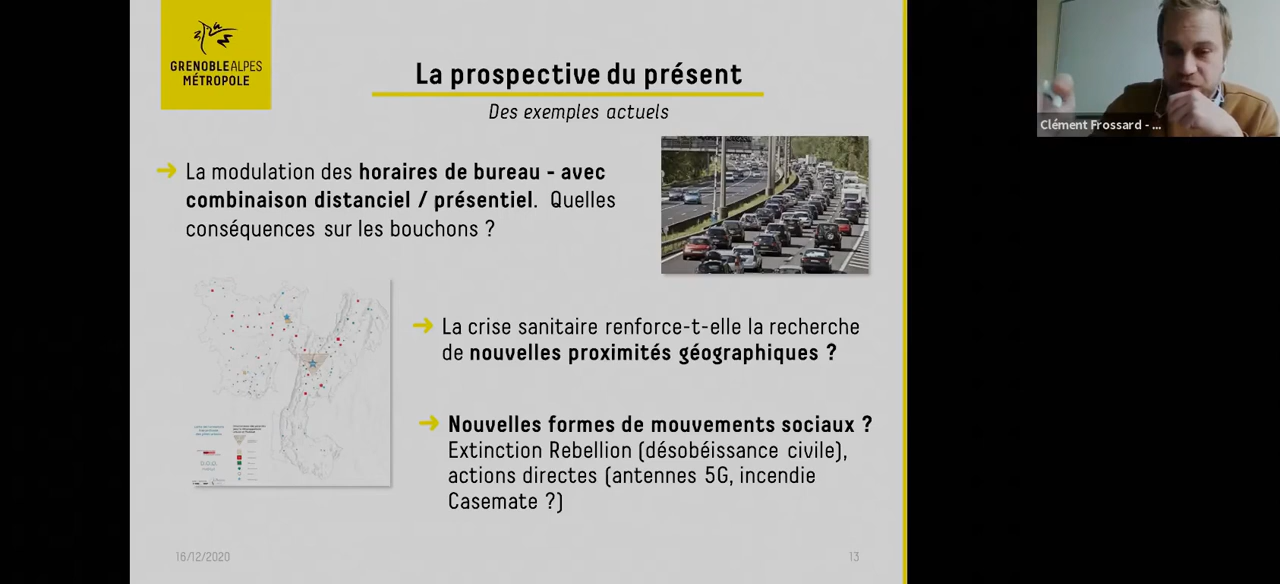 GRENOBLEALPES
MÉTROPOLE
La prospective du présent
Des exemples actuels
La modulation des horaires de bureau - avec
combinaison distanciel / présentiel. Quelles
conséquences sur les bouchons ?
Clément Frossard - ...
La crise sanitaire renforce-t-elle la recherche
de nouvelles proximités géographiques ?
Nouvelles formes de mouvements sociaux ?
Extinction Rebellion (désobéissance civile),
actions directes (antennes 5G, incendie
Casemate ?)
16/12/2020
13